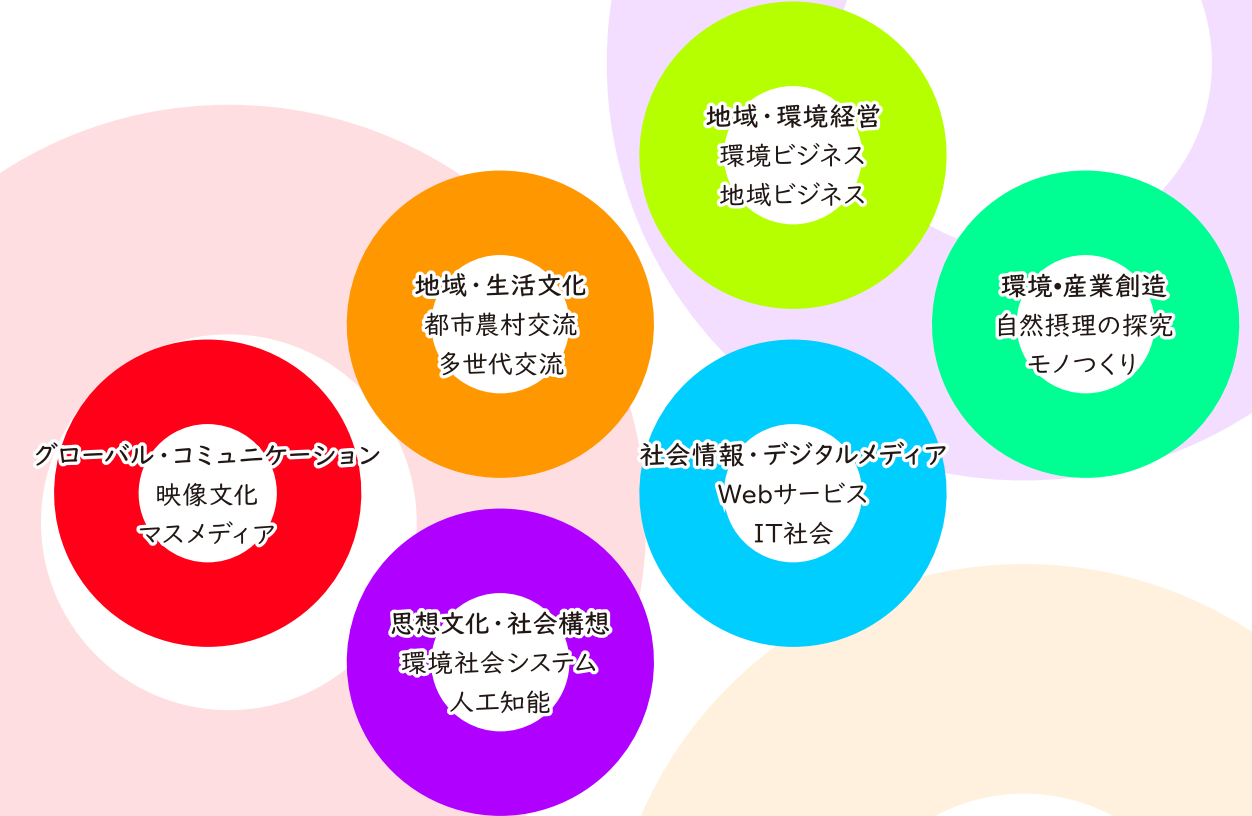 地域・環境経営
環境ビジネス
地域ビジネス
地域・生活文化
都市農村交流
多世代交流
環境•産業創造
自然摂理の探究
モノつくり
グローバル・コミュニケーション
映像文化
マスメディア
社会情報・デジタルメディア
Webサービス
IT社会
思想文化・社会構想
環境社会システム
人工知能